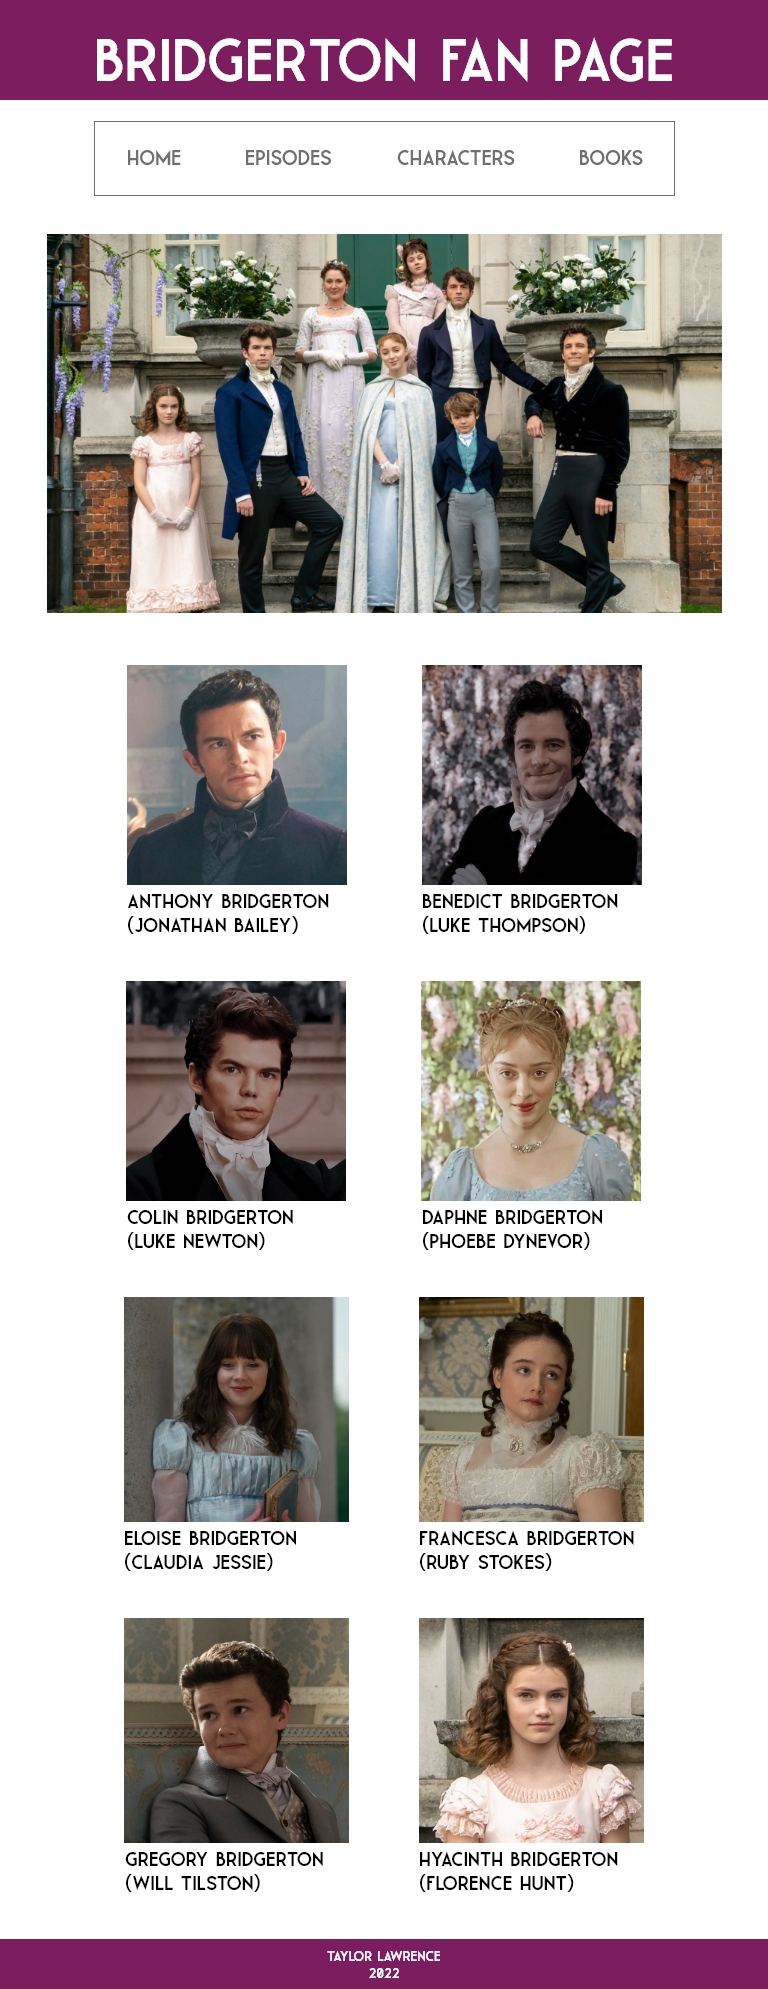 BRIDGERTON FAN PAGE
HOME EPISODES CHARACTERS BOOKS
ANTHONY BRIDGERTON
(JONATHAN BAILEY)
BENEDICT BRIDGERTON
(LUKE THOMPSON)
COLIN BRIDGERTON
(LUKE NEWTON)
DAPHNE BRIDGERTON
(PHOEBE DYNEVOR)
ELOISE BRIDGERTON
(CLAUDIA JESSIE)
FRANCESCA BRIDGERTON
(RUBY STOKES)
GREGORY BRIDGERTON
(WILL TILSTON)
HYACINTH BRIDGERTON
(FLORENCE HUNT)
TAYLOR LAWRENCE
2022